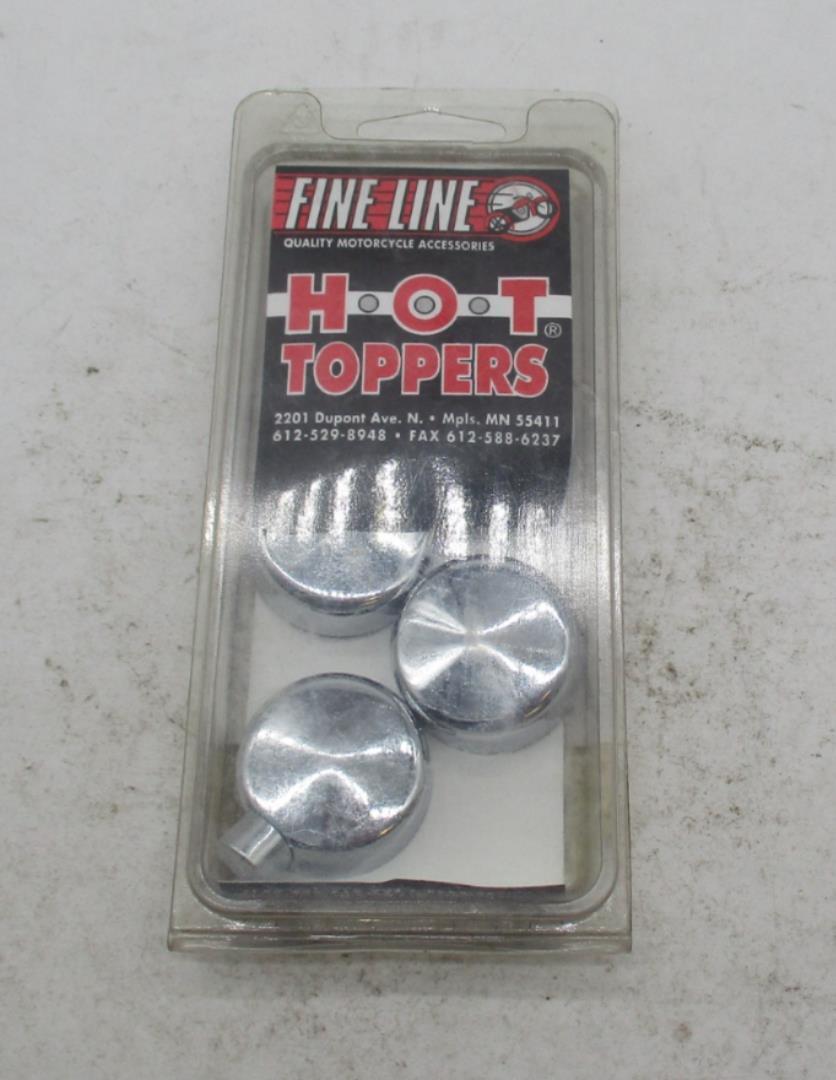 FINE LINE
QUALITY MOTORCYCLE ACCESSORIES
H•O•T®
TOPPERS
2201 Dupont Ave. N. • Mpls. MN 55411
612-529-8948 • FAX 612-588-6237